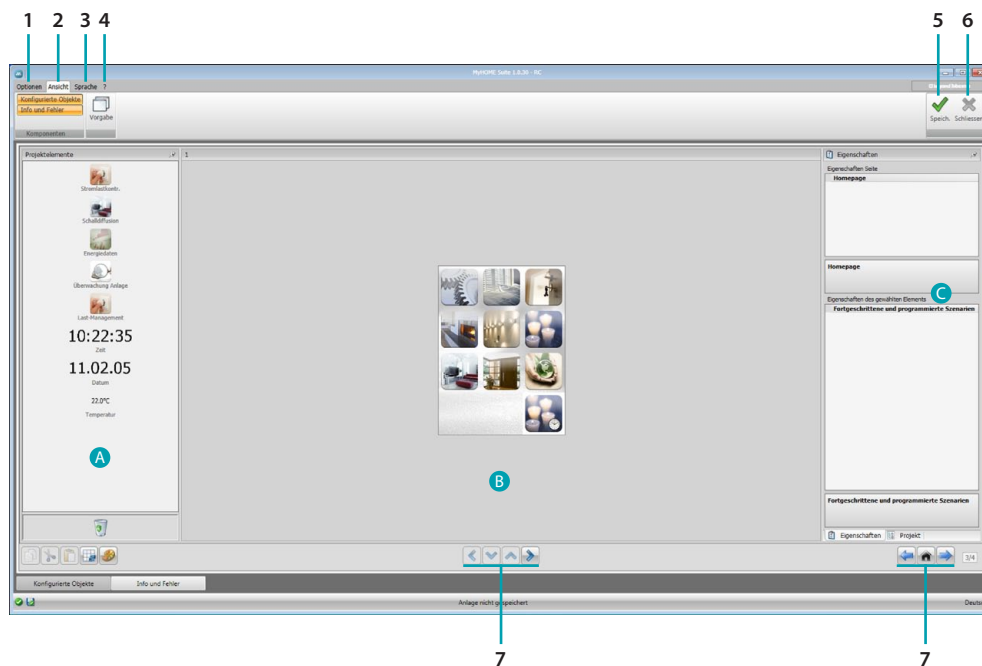 1 2 3 4 5 6
MyHOME Suite 1.0.30 - MC
Optionen Ansicht Sprache ?
Konfigurierte Objekte
Info und Fehler
Vorgabe
Komponenten
Speich. Schliessen
Projektelemente
1
Eigenschaften
Stromlastkontr.
Schalldiffusion
Energiedaten
Überwachung Anlage
Last-Management
10:22:35
Zeit
11.02.05
Datum
22.0°C
Temperatur
A
B
Eigenschaften Seite
Homepage
Homepage
C
Eigenschaften des gewählten Elements
Fortgeschrittene und programmierte Szenarien
Fortgeschrittene und programmierte Szenarien
Eigenschaften Projekt
3/4
Konfigurierte Objekte Info und Fehler
Anlage nicht gespeichert
7 7